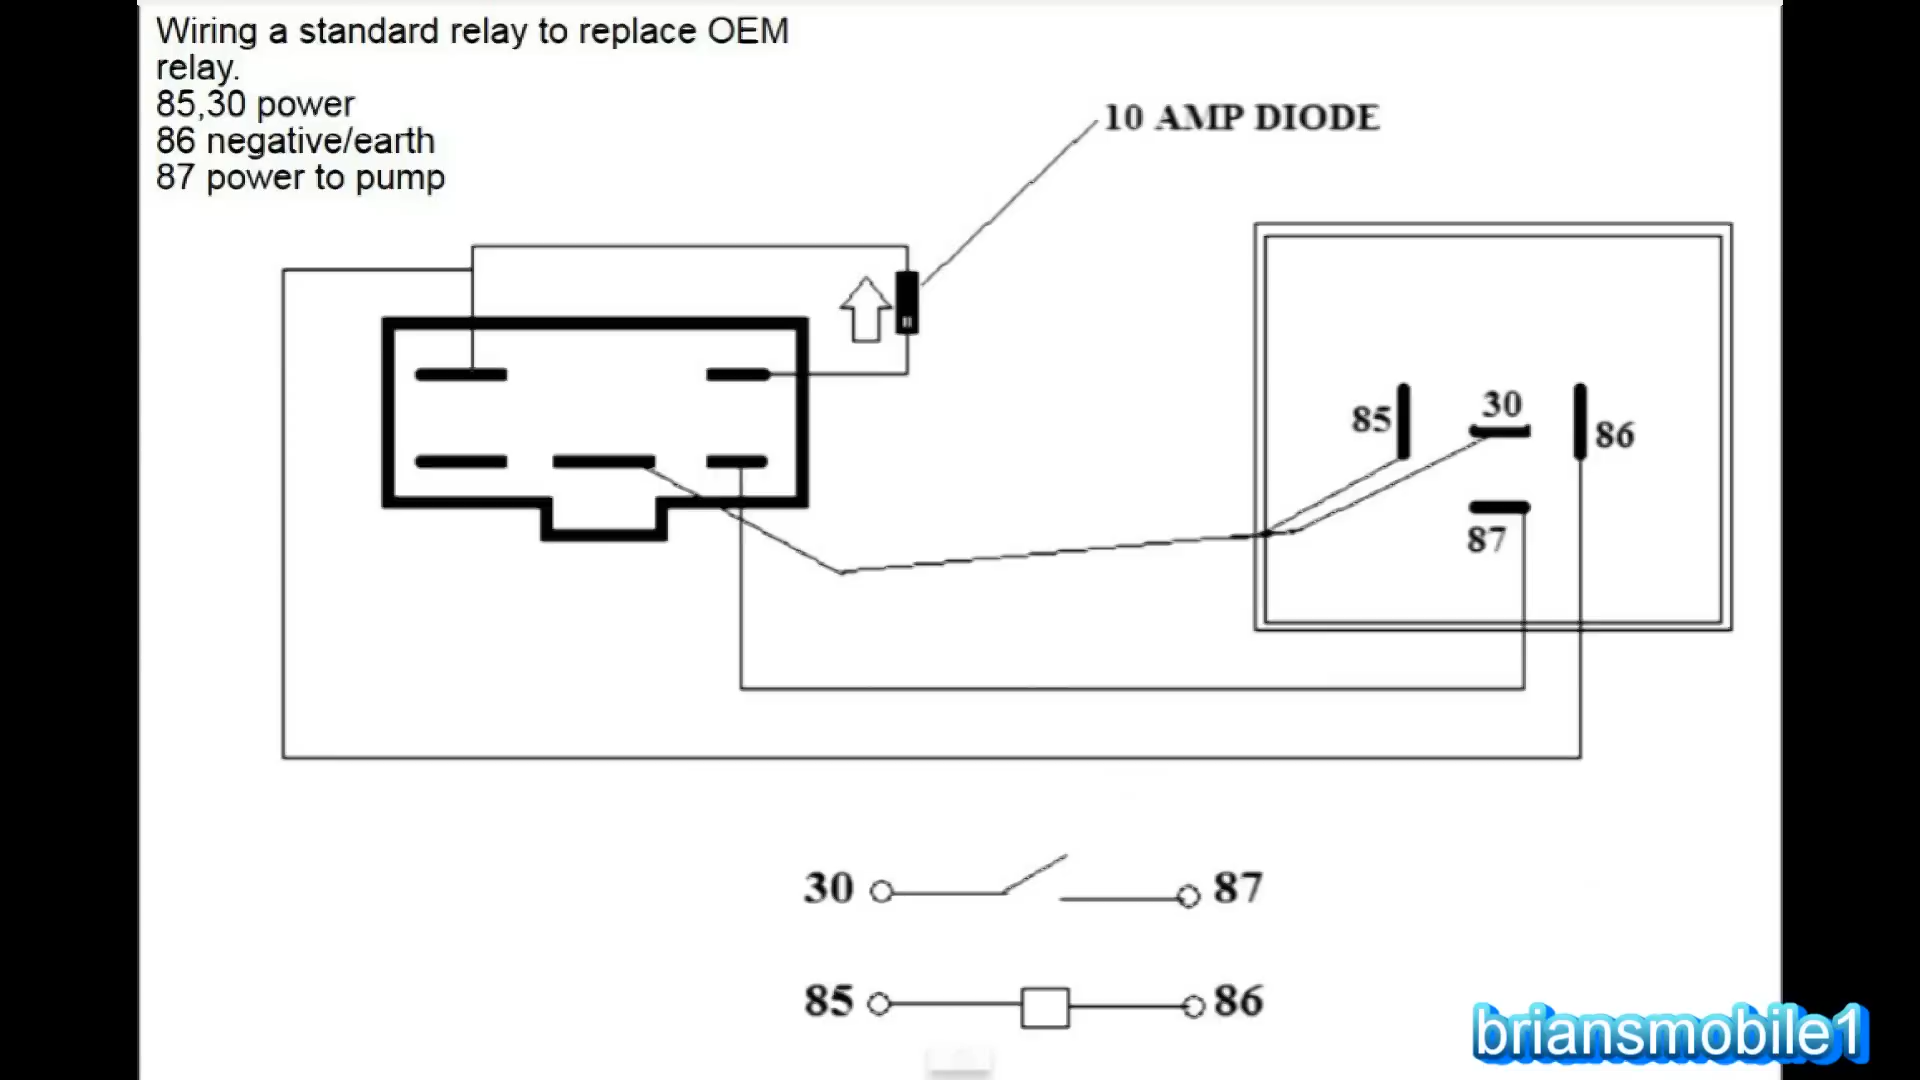 Wiring a standard relay to replace OEM
relay.
85,30 power
86 negative/earth
87 power to pump
10 AMP DIODE
85
30
86
87
30
87
85
86
briansmobile1